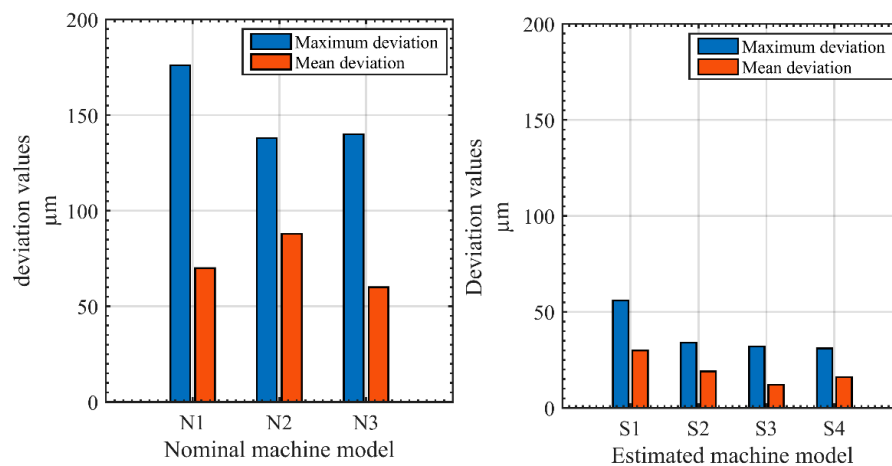 200
150
100
50
0
deviation values
µm
Maximum deviation
Mean deviation
N1 N2 N3
Nominal machine model
200
150
100
50
0
Deviation values
µm
Maximum deviation
Mean deviation
S1 S2 S3 S4
Estimated machine model